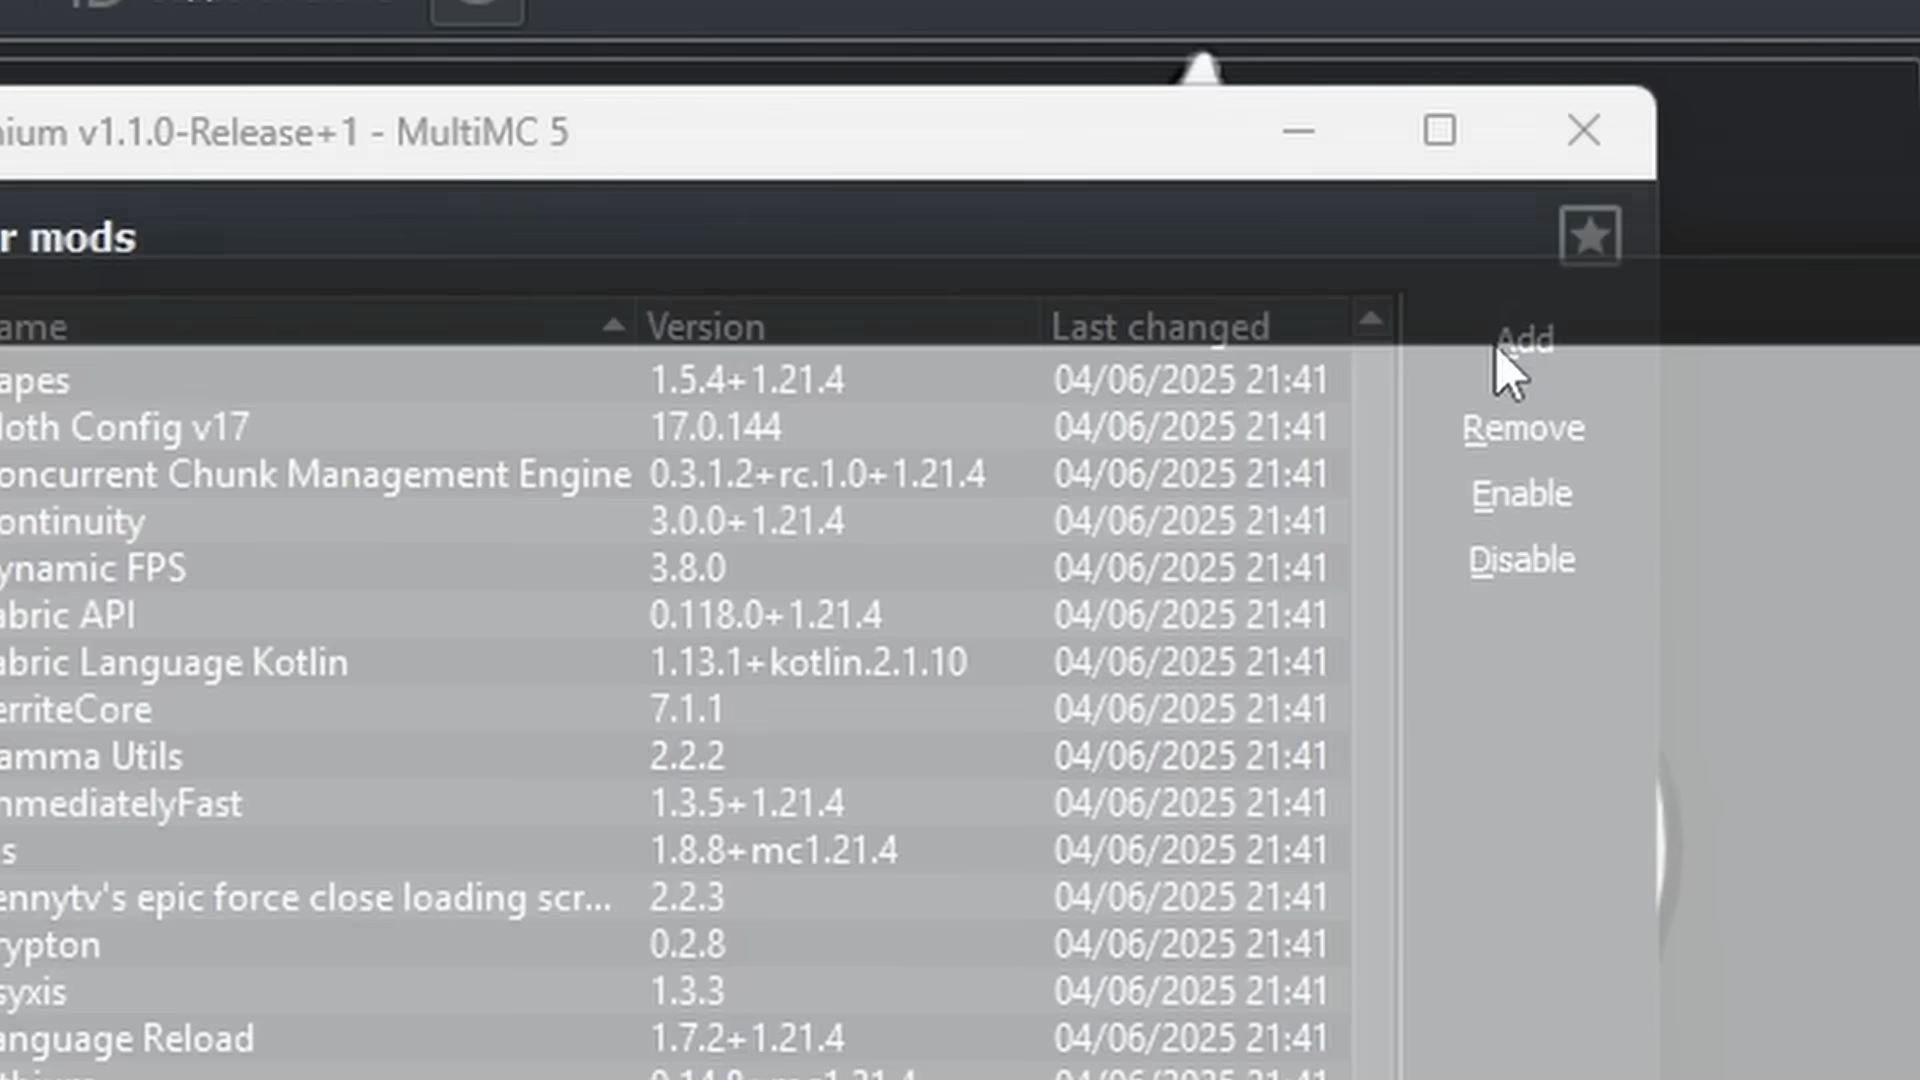 nium v1.1.0-Release+1 - MultiMC 5
r mods
ame Version Last changed
Add
apes 1.5.4+1.21.4 04/06/2025 21:41
loth Config v17 17.0.144 04/06/2025 21:41
Remove
oncurrent Chunk Management Engine 0.3.1.2+rc.1.0+1.21.4 04/06/2025 21:41
Enable
ontinuity 3.0.0+1.21.4 04/06/2025 21:41
ynamic FPS 3.8.0 04/06/2025 21:41
Disable
abric API 0.118.0+1.21.4 04/06/2025 21:41
abric Language Kotlin 1.13.1+kotlin.2.1.10 04/06/2025 21:41
erriteCore 7.1.1 04/06/2025 21:41
amma Utils 2.2.2 04/06/2025 21:41
mmediatelyFast 1.3.5+1.21.4 04/06/2025 21:41
s 1.8.8+mc1.21.4 04/06/2025 21:41
ennytv's epic force close loading scr... 2.2.3 04/06/2025 21:41
rypton 0.2.8 04/06/2025 21:41
syxis 1.3.3 04/06/2025 21:41
anguage Reload 1.7.2+1.21.4 04/06/2025 21:41